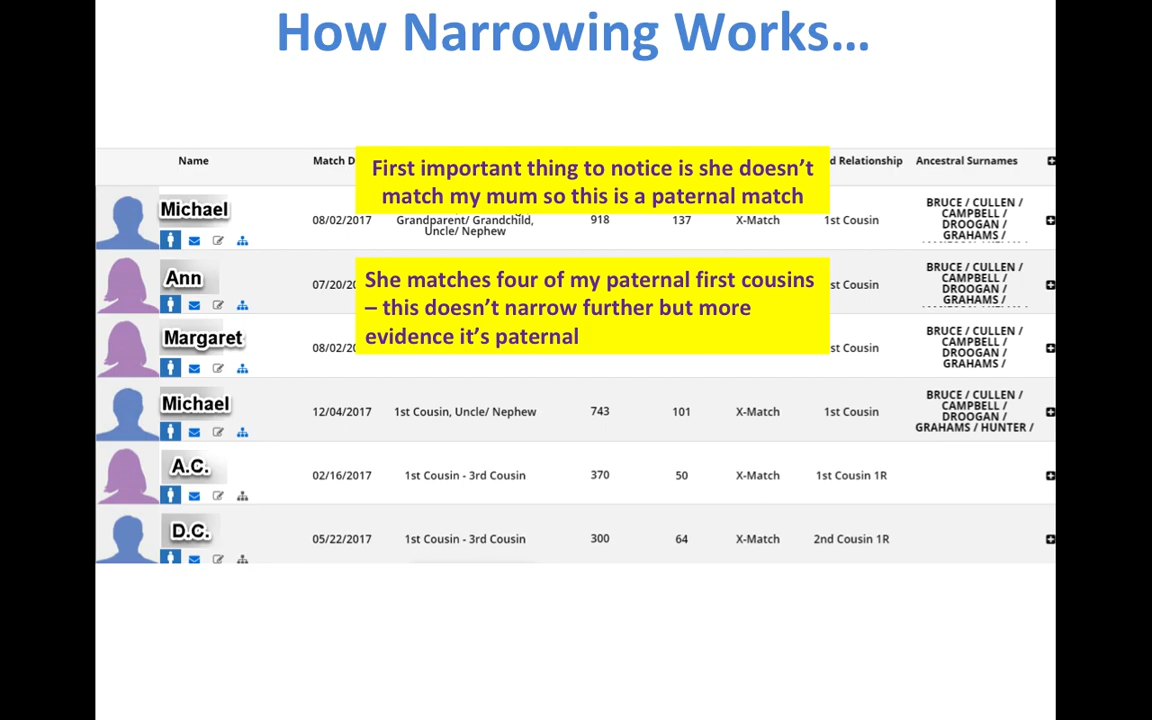 How Narrowing Works...
Name
Match D
First important thing to notice is she doesn't
match my mum so this is a paternal match
d Relationship
Ancestral Surnames
Michael
08/02/2017
Grandparent/ Grandchild,
Uncle/ Nephew
918
137
X-Match
1st Cousin
BRUCE / CULLEN /
CAMPBELL /
DROOGAN /
GRAHAMS /
Ann
07/20/20
She matches four of my paternal first cousins
– this doesn't narrow further but more
evidence it's paternal
st Cousin
BRUCE / CULLEN /
CAMPBELL /
DROOGAN /
GRAHAMS /
Margaret
08/02/20
st Cousin
BRUCE / CULLEN /
CAMPBELL /
DROOGAN /
GRAHAMS /
Michael
12/04/2017
1st Cousin, Uncle/ Nephew
743
101
X-Match
1st Cousin
BRUCE / CULLEN /
CAMPBELL /
DROOGAN /
GRAHAMS / HUNTER /
A.C.
02/16/2017
1st Cousin - 3rd Cousin
370
50
X-Match
1st Cousin 1R
D.C.
05/22/2017
1st Cousin - 3rd Cousin
300
64
X-Match
2nd Cousin 1R